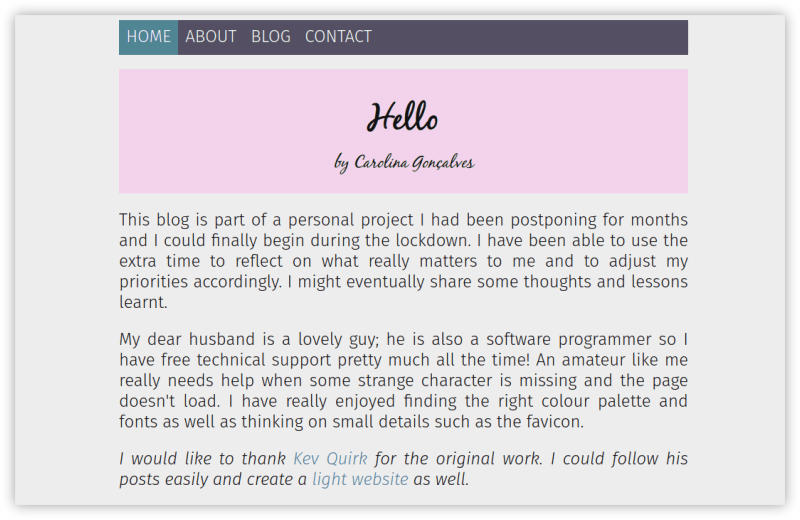 HOME ABOUT BLOG CONTACT
Hello
by Carolina Gonçalves
This blog is part of a personal project I had been postponing for months
and I could finally begin during the lockdown. I have been able to use the
extra time to reflect on what really matters to me and to adjust my
priorities accordingly. I might eventually share some thoughts and lessons
learnt.
My dear husband is a lovely guy; he is also a software programmer so I
have free technical support pretty much all the time! An amateur like me
really needs help when some strange character is missing and the page
doesn't load. I have really enjoyed finding the right colour palette and
fonts as well as thinking on small details such as the favicon.
I would like to thank Kev Quirk for the original work. I could follow his
posts easily and create a light website as well.